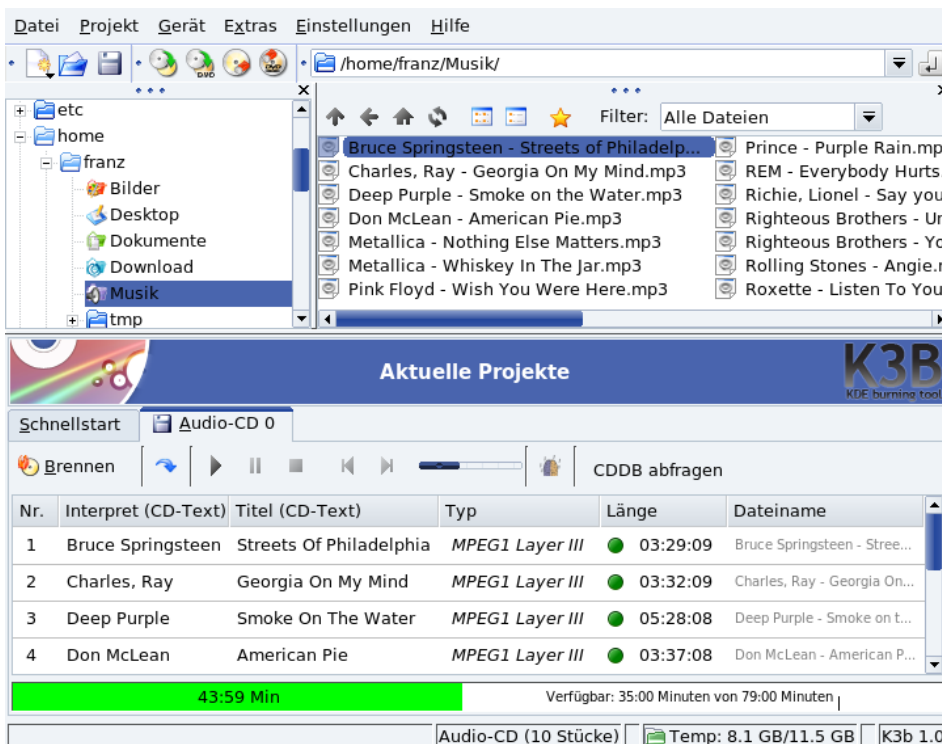 Datei Projekt Gerät Extras Einstellungen Hilfe
/home/franz/Musik/
etc
home
franz
Bilder
Desktop
Dokumente
Download
Musik
tmp
Filter: Alle Dateien
Bruce Springsteen - Streets of Philadelp...
Charles, Ray - Georgia On My Mind.mp3
Deep Purple - Smoke on the Water.mp3
Don McLean - American Pie.mp3
Metallica - Nothing Else Matters.mp3
Metallica - Whiskey In The Jar.mp3
Pink Floyd - Wish You Were Here.mp3
Prince - Purple Rain.mp
REM - Everybody Hurts.
Richie, Lionel - Say you
Righteous Brothers - Un
Righteous Brothers - Yo
Rolling Stones - Angie.
Roxette - Listen To You
Aktuelle Projekte
K3B
KDE burning tool
Schnellstart Audio-CD 0
Brennen CDDB abfragen
Nr. Interpret (CD-Text) Titel (CD-Text) Typ Länge Dateiname
1 Bruce Springsteen Streets Of Philadelphia MPEG1 Layer III 03:29:09 Bruce Springsteen - Stree...
2 Charles, Ray Georgia On My Mind MPEG1 Layer III 03:32:09 Charles, Ray - Georgia On...
3 Deep Purple Smoke On The Water MPEG1 Layer III 05:28:08 Deep Purple - Smoke on t...
4 Don McLean American Pie MPEG1 Layer III 03:37:08 Don McLean - American P...
43:59 Min Verfügbar: 35:00 Minuten von 79:00 Minuten
Audio-CD (10 Stücke) Temp: 8.1 GB/11.5 GB K3b 1.0